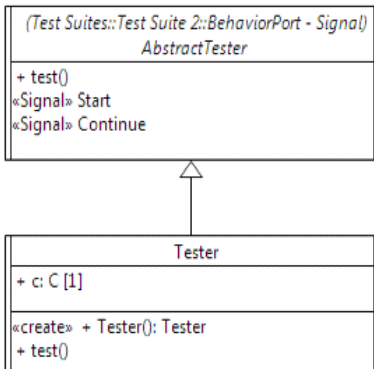 (Test Suites::Test Suite 2::BehaviorPort - Signal)
AbstractTester
+ test()
«Signal» Start
«Signal» Continue
Tester
+ c: C [1]
«create» + Tester(): Tester
+ test()